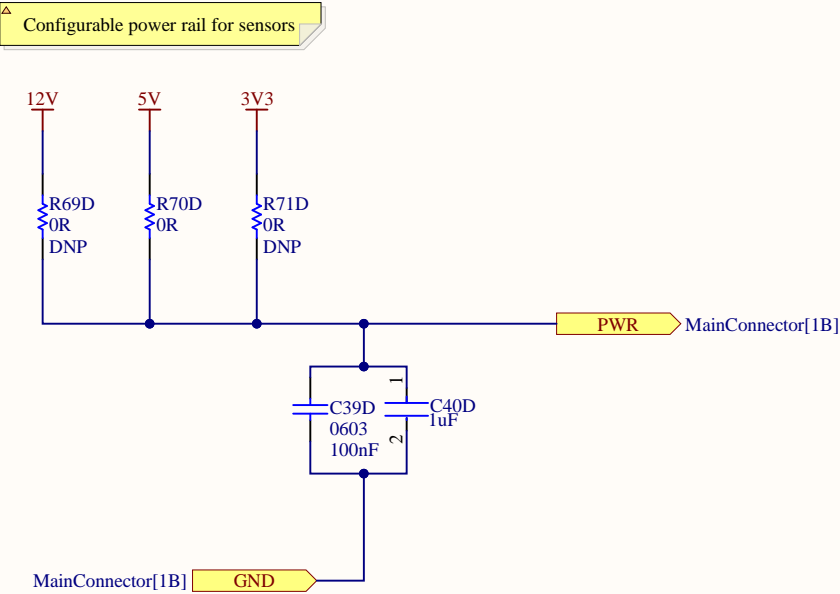 Configurable power rail for sensors
12V
5V
3V3
R69D
0R
DNP
R70D
0R
R71D
0R
DNP
PWR
MainConnector[1B]
C39D
0603
100nF
1
2
C40D
1uF
MainConnector[1B]
GND